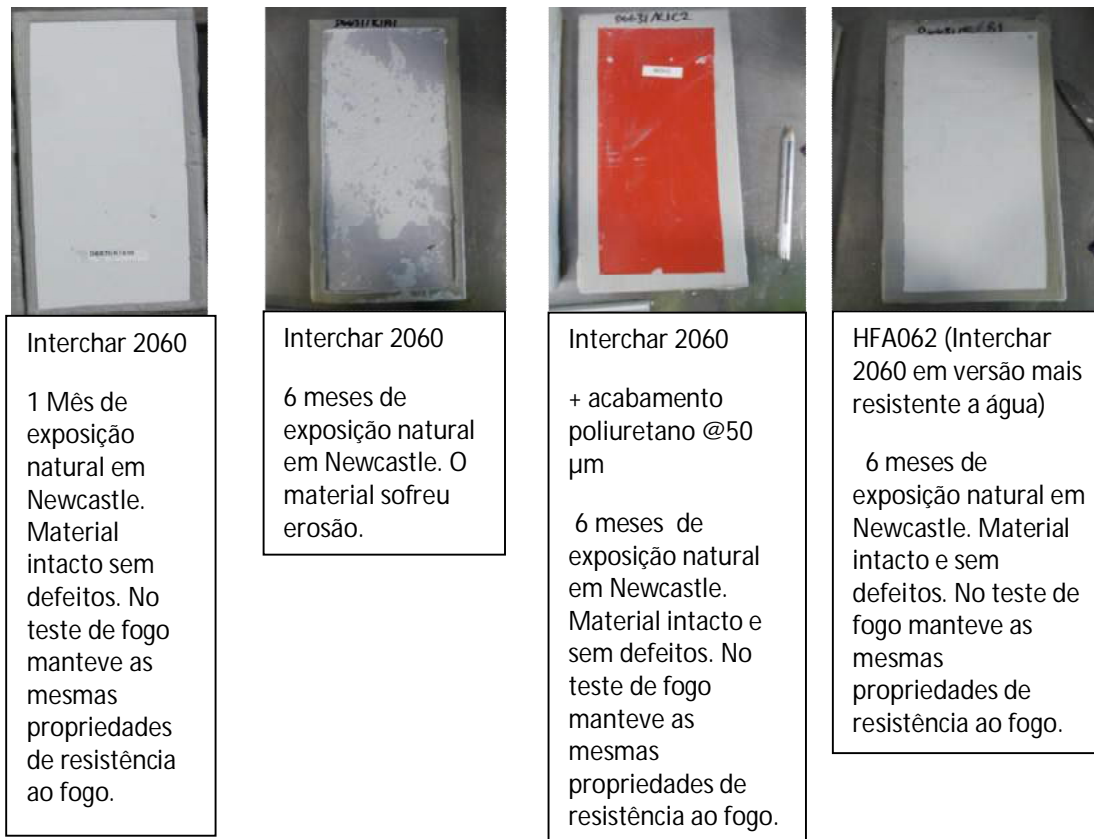 Interchar 2060
1 Mês de
exposição
natural em
Newcastle.
Material
intacto sem
defeitos. No
teste de fogo
manteve as
mesmas
propriedades
de resistência
ao fogo.
Interchar 2060
6 meses de
exposição natural
em Newcastle. O
material sofreu
erosão.
D6631/K1C2
Interchar 2060
+ acabamento
poliuretano @50
µm
6 meses de
exposição natural
em Newcastle.
Material intacto e
sem defeitos. No
teste de fogo
manteve as
mesmas
propriedades de
resistência ao fogo.
HFA062 (Interchar
2060 em versão mais
resistente a água)
6 meses de
exposição natural em
Newcastle. Material
intacto e sem
defeitos. No teste de
fogo manteve as
mesmas
propriedades de
resistência ao fogo.